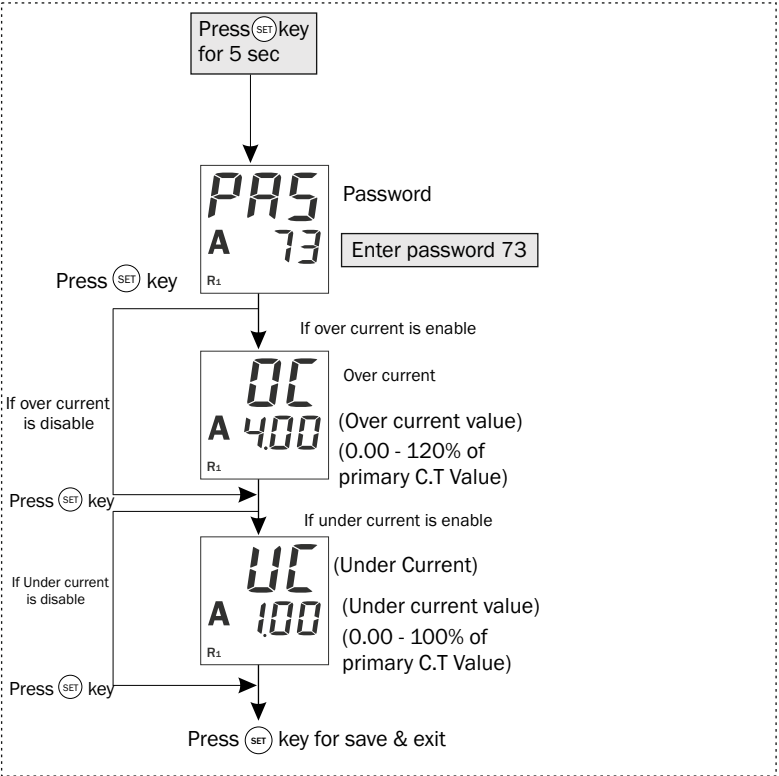 Press SET key
for 5 sec
PAS
Password
A 73
Enter password 73
R1
Press SET key
If over current is enable
OC
Over current
If over current
is disable
A 4.00
(Over current value)
(0.00 - 120% of
primary C.T Value)
R1
Press SET key
If under current is enable
UC
(Under Current)
If Under current
is disable
A 1.00
(Under current value)
(0.00 - 100% of
primary C.T Value)
R1
Press SET key
Press SET key for save & exit